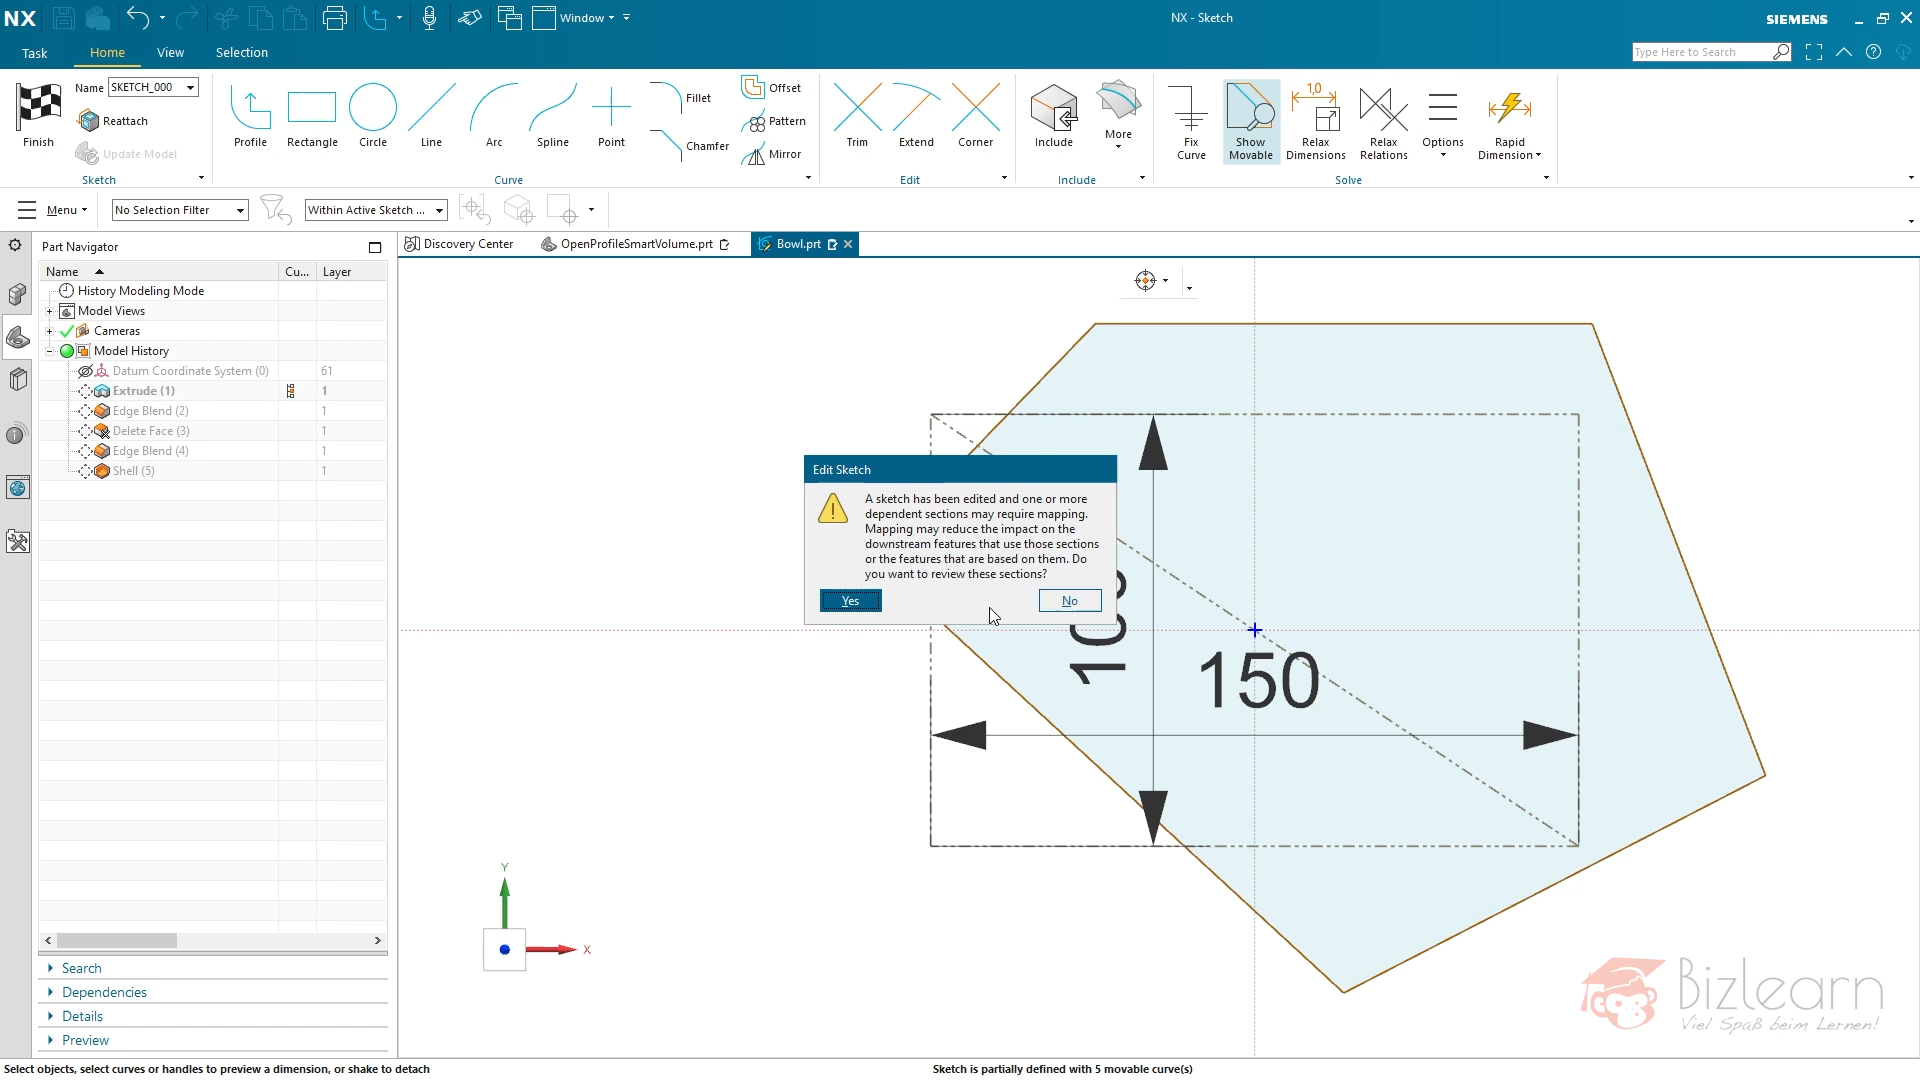 NX
Window
NX - Sketch
SIEMENS
Task
Home
View
Selection
Type Here to Search
Finish
Name
SKETCH_000
Reattach
Update Model
Sketch
Profile
Rectangle
Circle
Line
Arc
Spline
Point
Fillet
Chamfer
Offset
Pattern
Mirror
Curve
Trim
Extend
Corner
Edit
Include
More
Include
Fix
Curve
Show
Movable
1,0
Relax
Dimensions
Relax
Relations
Options
Rapid
Dimension
Solve
Menu
No Selection Filter
Within Active Sketch ...
Part Navigator
Name
Cu...
Layer
History Modeling Mode
Model Views
Cameras
Model History
Datum Coordinate System (0)
61
Extrude (1)
1
Edge Blend (2)
1
Delete Face (3)
1
Edge Blend (4)
1
Shell (5)
1
Search
Dependencies
Details
Preview
Discovery Center
OpenProfileSmartVolume.prt
Bowl.prt
Edit Sketch
A sketch has been edited and one or more
dependent sections may require mapping.
Mapping may reduce the impact on the
downstream features that use those sections
or the features that are based on them. Do
you want to review these sections?
Yes
No
150
Y
X
Bizlearn
Viel Spaß beim Lernen!
Select objects, select curves or handles to preview a dimension, or shake to detach
Sketch is partially defined with 5 movable curve(s)